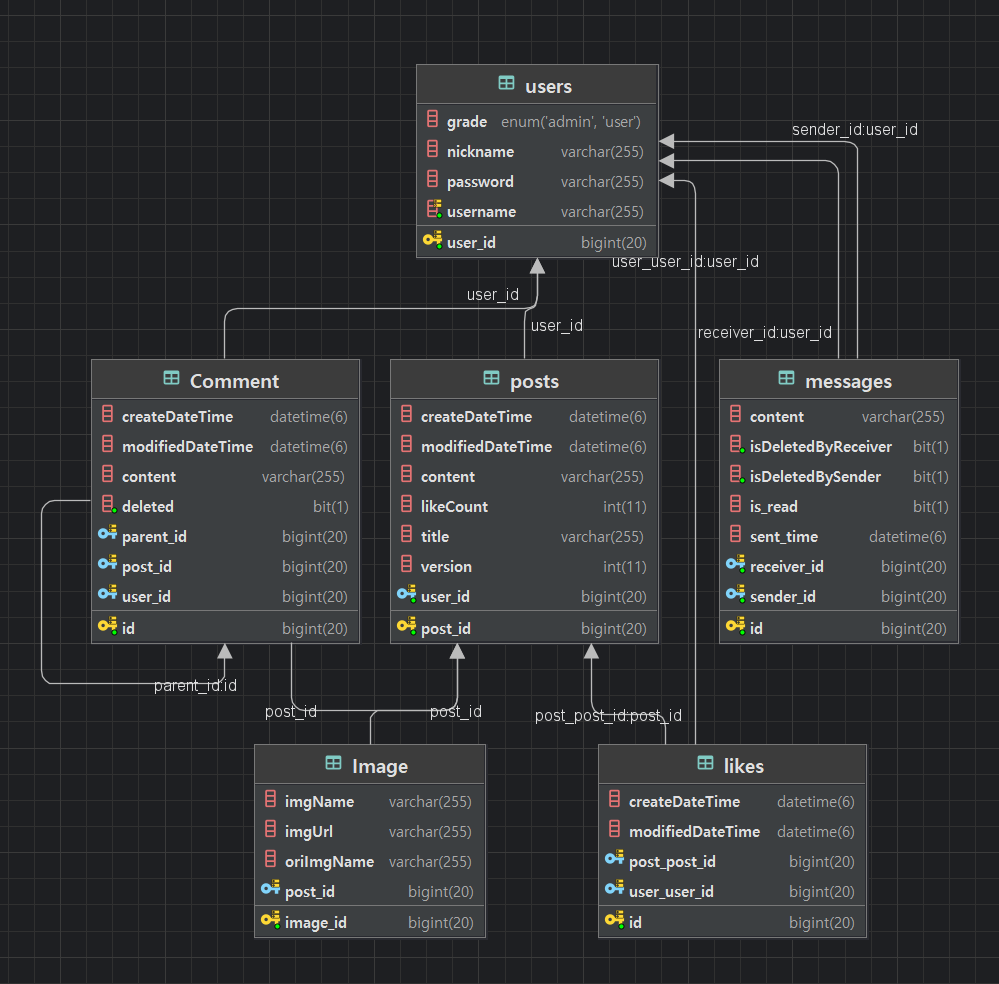 users
grade enum('admin', 'user')
nickname varchar(255)
password varchar(255)
username varchar(255)
user_id bigint(20)
sender_id:user_id
user_user_id:user_id
receiver_id:user_id
user_id
user_id
Comment
createDateTime datetime(6)
modifiedDateTime datetime(6)
content varchar(255)
deleted bit(1)
parent_id bigint(20)
post_id bigint(20)
user_id bigint(20)
id bigint(20)
posts
createDateTime datetime(6)
modifiedDateTime datetime(6)
content varchar(255)
likeCount int(11)
title varchar(255)
version int(11)
user_id bigint(20)
post_id bigint(20)
messages
content varchar(255)
isDeletedByReceiver bit(1)
isDeletedBySender bit(1)
is_read bit(1)
sent_time datetime(6)
receiver_id bigint(20)
sender_id bigint(20)
id bigint(20)
parent_id:id
post_id
post_id
post_post_id:post_id
Image
imgName varchar(255)
imgUrl varchar(255)
oriImgName varchar(255)
post_id bigint(20)
image_id bigint(20)
likes
createDateTime datetime(6)
modifiedDateTime datetime(6)
post_post_id bigint(20)
user_user_id bigint(20)
id bigint(20)